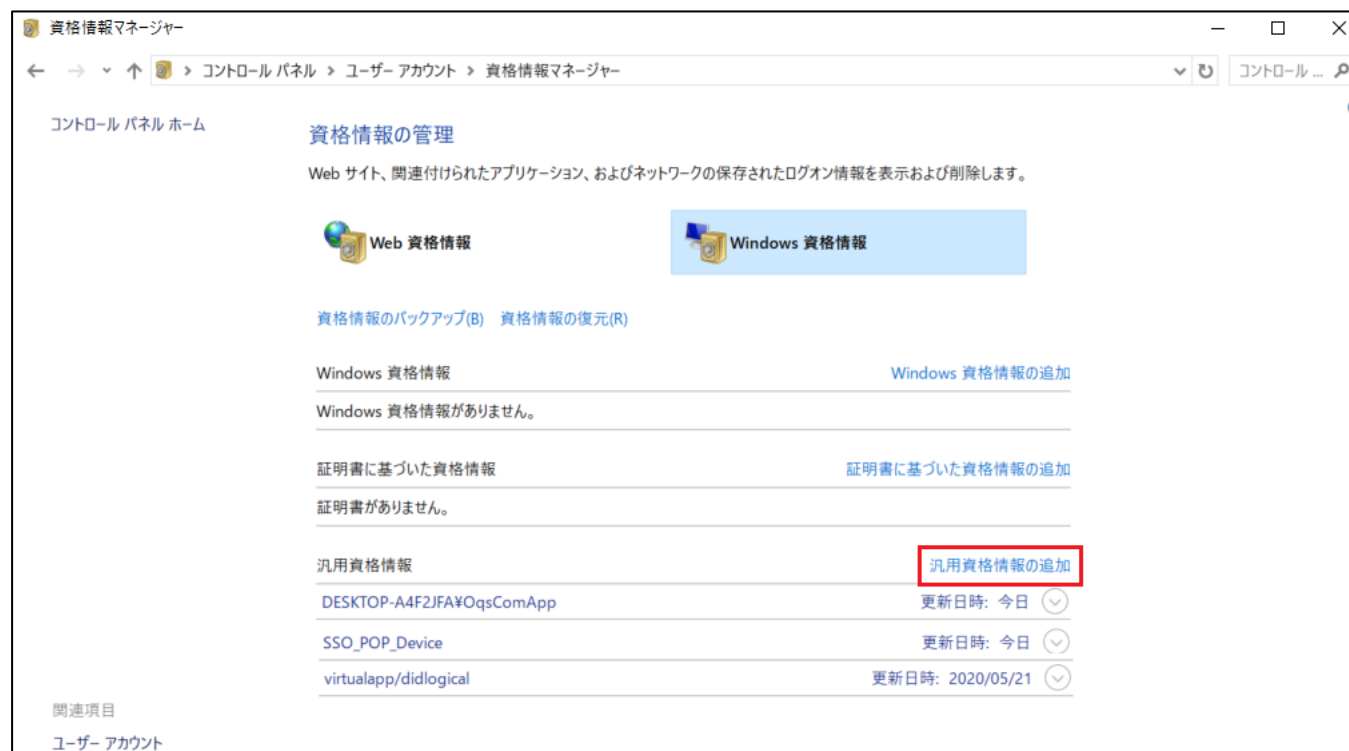 資格情報マネージャー
コントロール パネル > ユーザー アカウント > 資格情報マネージャー
コントロール ...
コントロール パネル ホーム
資格情報の管理
Web サイト、関連付けられたアプリケーション、およびネットワークの保存されたログオン情報を表示および削除します。
Web 資格情報
Windows 資格情報
資格情報のバックアップ(B) 資格情報の復元(R)
Windows 資格情報 Windows 資格情報の追加
Windows 資格情報がありません。
証明書に基づいた資格情報 証明書に基づいた資格情報の追加
証明書がありません。
汎用資格情報 汎用資格情報の追加
DESKTOP-A4F2JFA¥OqsComApp 更新日時: 今日
SSO_POP_Device 更新日時: 今日
virtualapp/didlogical 更新日時: 2020/05/21
関連項目
ユーザー アカウント